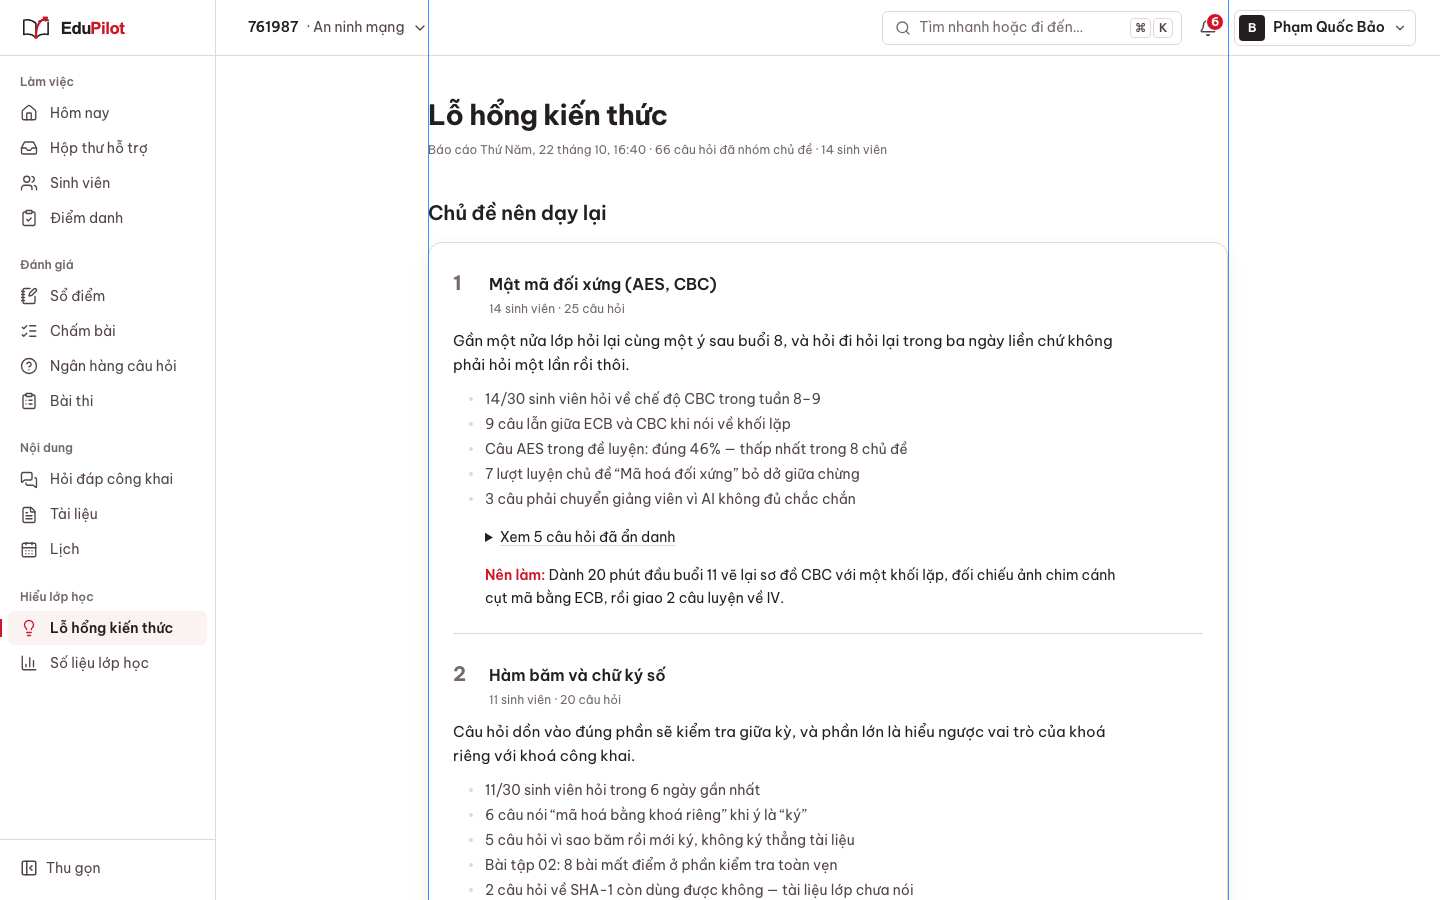 EduPilot
761987 · An ninh mạng
Tìm nhanh hoặc đi đến...
⌘ K
6
B
Phạm Quốc Bảo
Làm việc
Hôm nay
Hộp thư hỗ trợ
Sinh viên
Điểm danh
Đánh giá
Sổ điểm
Chấm bài
Ngân hàng câu hỏi
Bài thi
Nội dung
Hỏi đáp công khai
Tài liệu
Lịch
Hiểu lớp học
Lỗ hổng kiến thức
Số liệu lớp học
Thu gọn
Lỗ hổng kiến thức
Báo cáo Thứ Năm, 22 tháng 10, 16:40 · 66 câu hỏi đã nhóm chủ đề · 14 sinh viên
Chủ đề nên dạy lại
1 Mật mã đối xứng (AES, CBC)
14 sinh viên · 25 câu hỏi
Gần một nửa lớp hỏi lại cùng một ý sau buổi 8, và hỏi đi hỏi lại trong ba ngày liền chứ không
phải hỏi một lần rồi thôi.
14/30 sinh viên hỏi về chế độ CBC trong tuần 8–9
9 câu lẫn giữa ECB và CBC khi nói về khối lặp
Câu AES trong đề luyện: đúng 46% — thấp nhất trong 8 chủ đề
7 lượt luyện chủ đề “Mã hoá đối xứng” bỏ dở giữa chừng
3 câu phải chuyển giảng viên vì AI không đủ chắc chắn
Xem 5 câu hỏi đã ẩn danh
Nên làm: Dành 20 phút đầu buổi 11 vẽ lại sơ đồ CBC với một khối lặp, đối chiếu ảnh chim cánh
cụt mã bằng ECB, rồi giao 2 câu luyện về IV.
2 Hàm băm và chữ ký số
11 sinh viên · 20 câu hỏi
Câu hỏi dồn vào đúng phần sẽ kiểm tra giữa kỳ, và phần lớn là hiểu ngược vai trò của khoá
riêng với khoá công khai.
11/30 sinh viên hỏi trong 6 ngày gần nhất
6 câu nói “mã hoá bằng khoá riêng” khi ý là “ký”
5 câu hỏi vì sao băm rồi mới ký, không ký thẳng tài liệu
Bài tập 02: 8 bài mất điểm ở phần kiểm tra toàn vẹn
2 câu hỏi về SHA-1 còn dùng được không — tài liệu lớp chưa nói